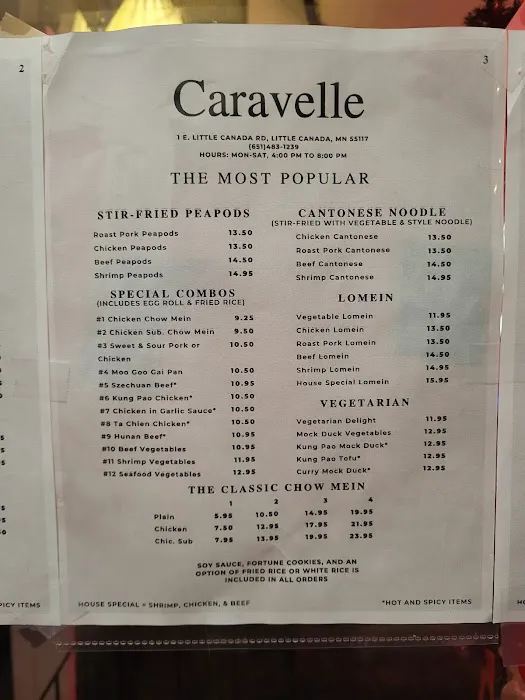 2
3
Caravelle
1 E. LITTLE CANADA RD, LITTLE CANADA, MN 55117
(651)483-1239
HOURS: MON-SAT, 4:00 PM TO 8:00 PM
THE MOST POPULAR
STIR-FRIED PEAPODS
Roast Pork Peapods 13.50
Chicken Peapods 13.50
Beef Peapods 14.50
Shrimp Peapods 14.95
SPECIAL COMBOS
(INCLUDES EGG ROLL & FRIED RICE)
#1 Chicken Chow Mein 9.25
#2 Chicken Sub. Chow Mein 9.50
#3 Sweet & Sour Pork or 10.50
Chicken
#4 Moo Goo Gai Pan 10.50
#5 Szechuan Beef* 10.95
#6 Kung Pao Chicken* 10.50
#7 Chicken in Garlic Sauce* 10.50
#8 Ta Chien Chicken* 10.50
#9 Hunan Beef* 10.95
#10 Beef Vegetables 10.95
#11 Shrimp Vegetables 11.95
#12 Seafood Vegetables 12.95
CANTONESE NOODLE
(STIR-FRIED WITH VEGETABLE & STYLE NOODLE)
Chicken Cantonese 13.50
Roast Pork Cantonese 13.50
Beef Cantonese 14.50
Shrimp Cantonese 14.95
LOMEIN
Vegetable Lomein 11.95
Chicken Lomein 13.50
Roast Pork Lomein 13.50
Beef Lomein 14.50
Shrimp Lomein 14.95
House Special Lomein 15.95
VEGETARIAN
Vegetarian Delight 11.95
Mock Duck Vegetables 12.95
Kung Pao Mock Duck* 12.95
Kung Pao Tofu* 12.95
Curry Mock Duck* 12.95
THE CLASSIC CHOW MEIN
1 2 3 4
Plain 5.95 10.50 14.95 19.95
Chicken 7.50 12.95 17.95 21.95
Chic. Sub 7.95 13.95 19.95 23.95
SOY SAUCE, FORTUNE COOKIES, AND AN
OPTION OF FRIED RICE OR WHITE RICE IS
INCLUDED IN ALL ORDERS
HOUSE SPECIAL = SHRIMP, CHICKEN, & BEEF
*HOT AND SPICY ITEMS
ICY ITEMS